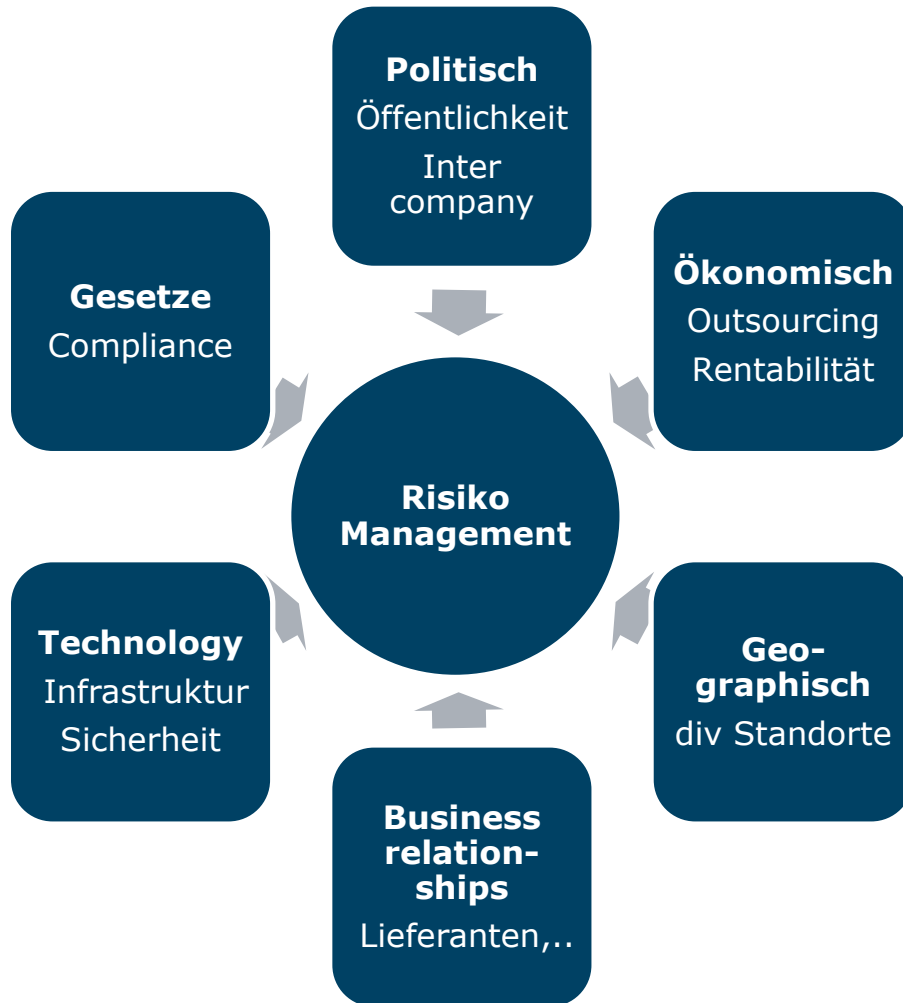 Politisch
Öffentlichkeit
Inter
company
Ökonomisch
Outsourcing
Rentabilität
Geo-
graphisch
div Standorte
Business
relation-
ships
Lieferanten,..
Technology
Infrastruktur
Sicherheit
Gesetze
Compliance
Risiko
Management